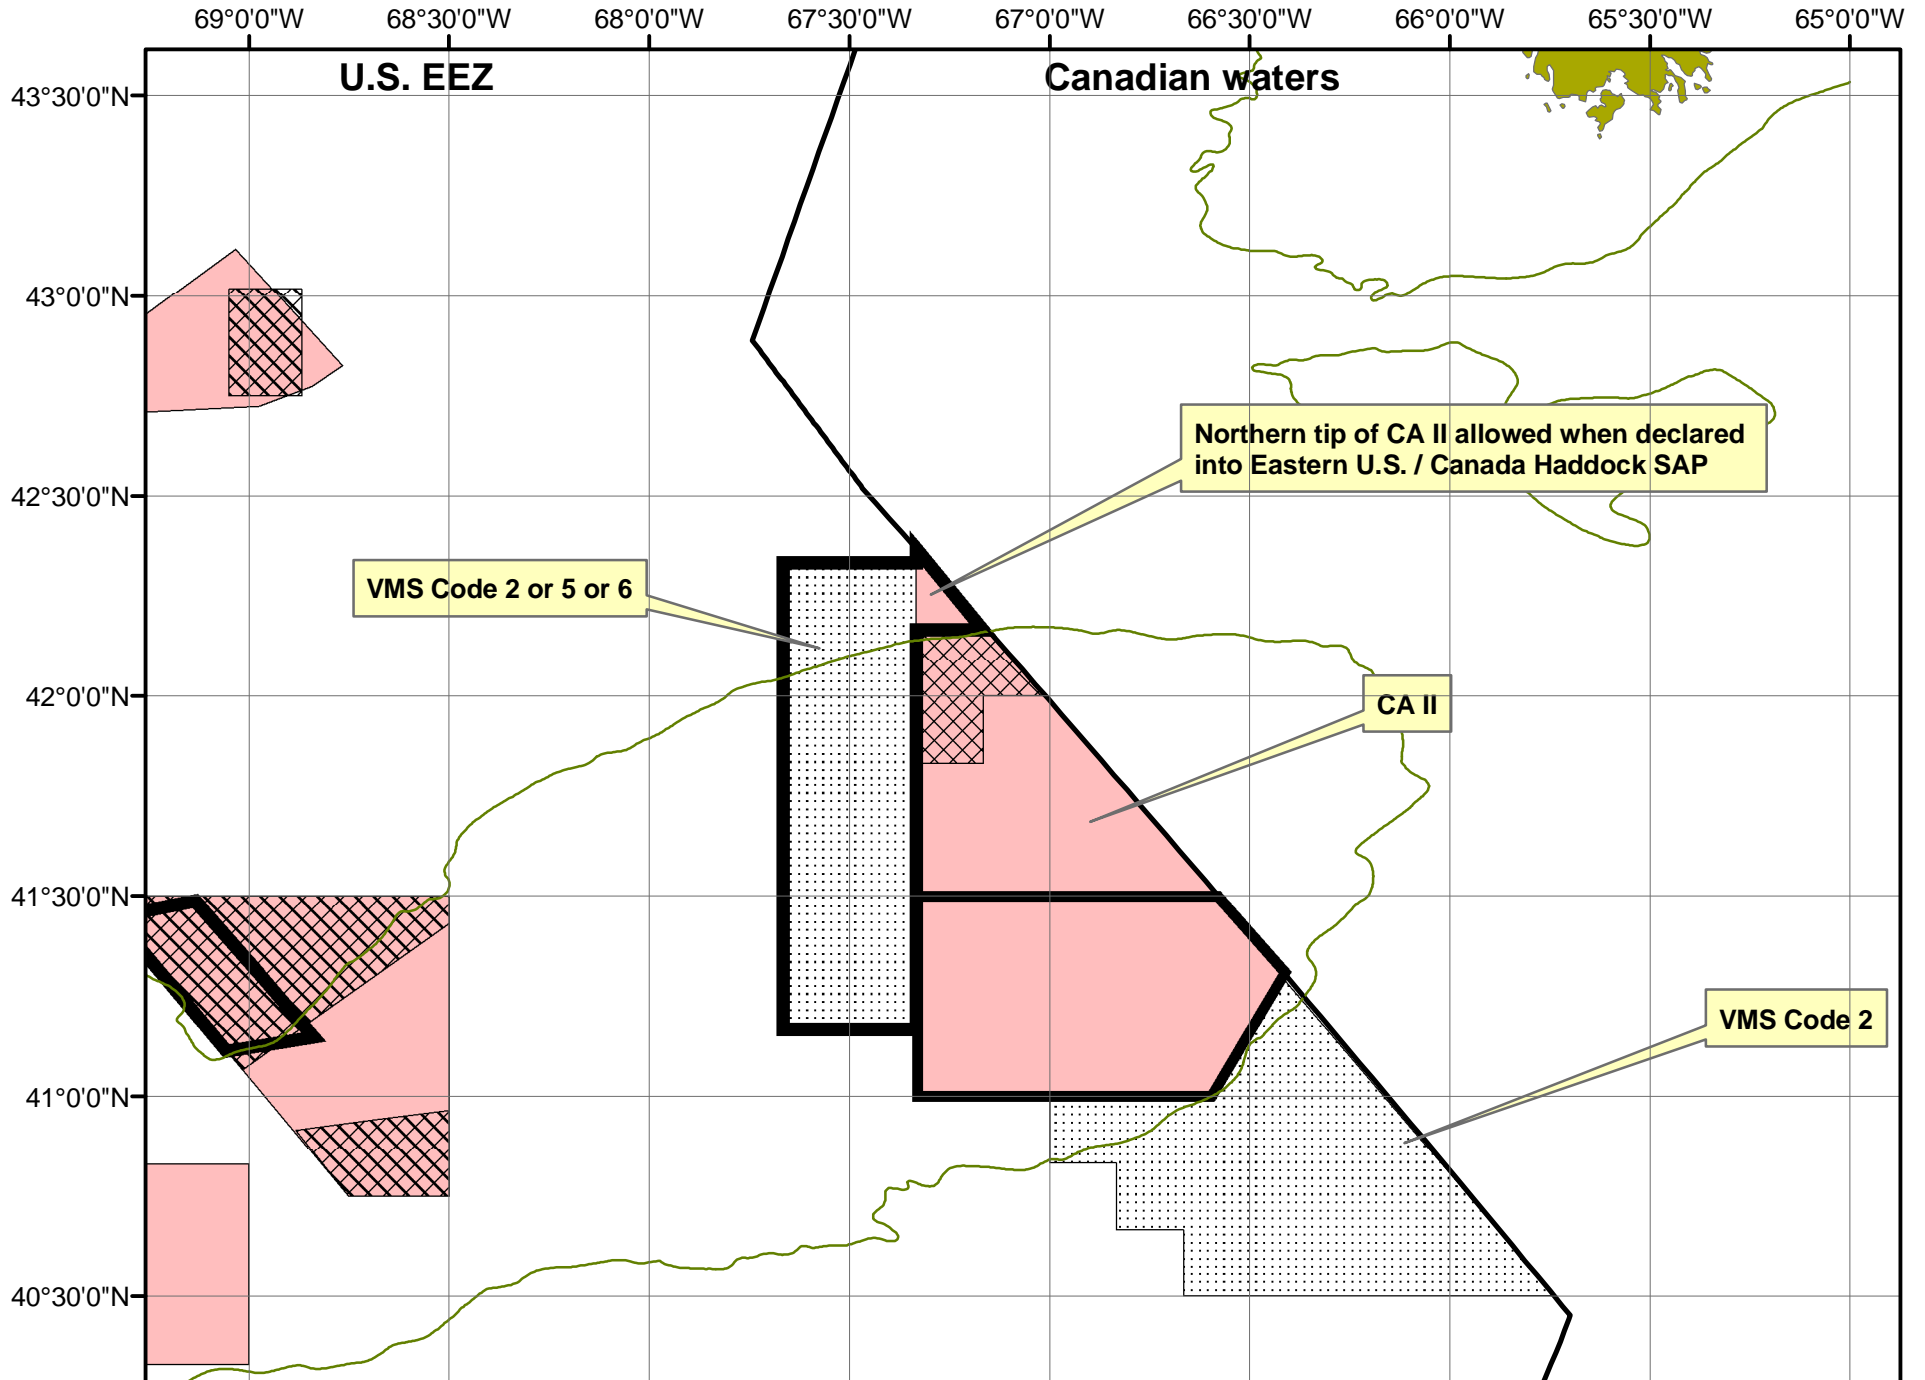 69°0'0"W 68°30'0"W 68°0'0"W 67°30'0"W 67°0'0"W 66°30'0"W 66°0'0"W 65°30'0"W 65°0'0"W
U.S. EEZ
Canadian waters
43°30'0"N
43°0'0"N
Northern tip of CA II allowed when declared
into Eastern U.S. / Canada Haddock SAP
42°30'0"N
VMS Code 2 or 5 or 6
42°0'0"N
CA II
41°30'0"N
VMS Code 2
41°0'0"N
40°30'0"N